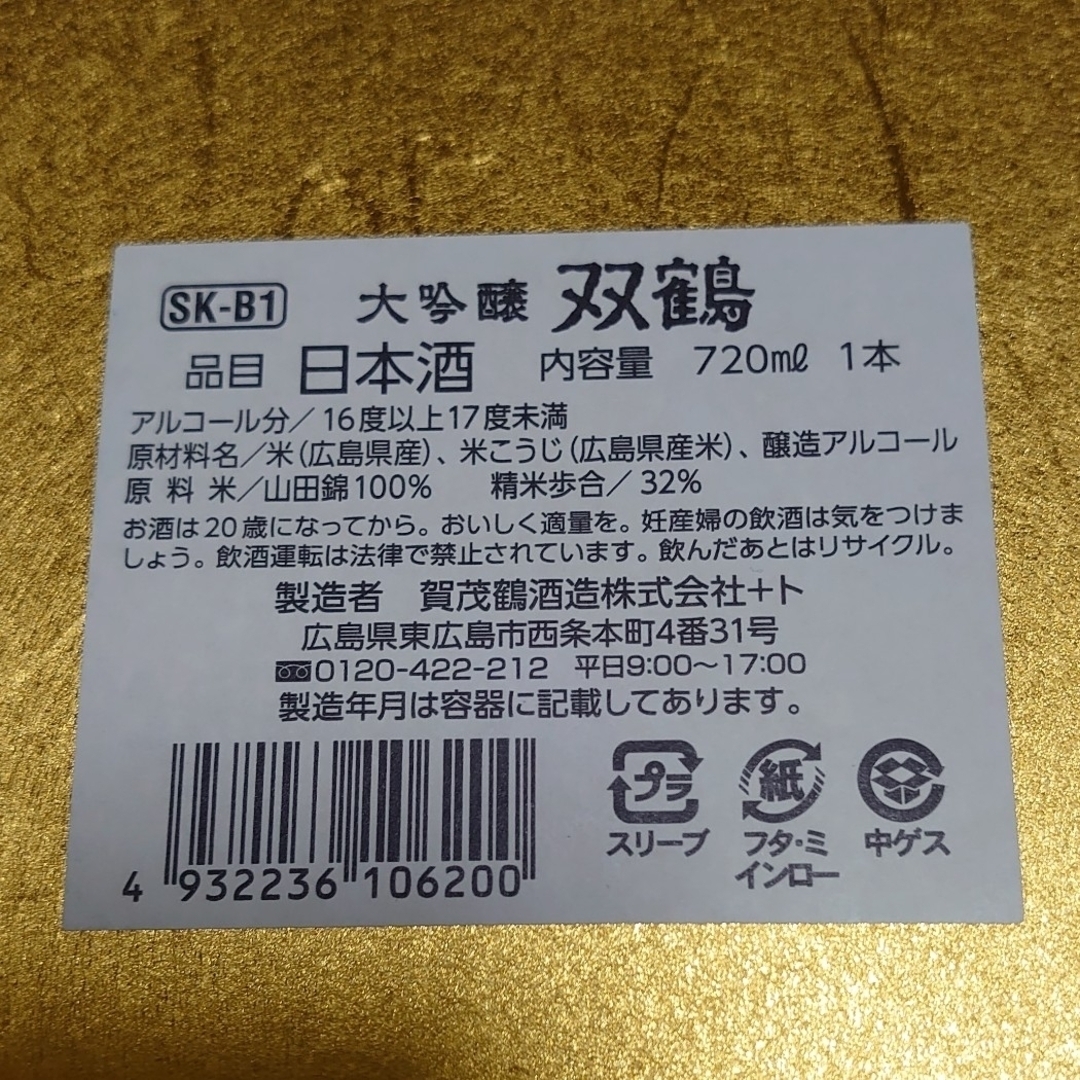 SK-B1 大吟醸 双鶴
品目 日本酒 内容量 720mℓ 1本
アルコール分/16度以上17度未満
原材料名/米(広島県産)、米こうじ(広島県産米)、醸造アルコール
原料米/山田錦100% 精米歩合/32%
お酒は20歳になってから。おいしく適量を。妊産婦の飲酒は気をつけま
しょう。飲酒運転は法律で禁止されています。飲んだあとはリサイクル。
製造者 賀茂鶴酒造株式会社+ト
広島県東広島市西条本町4番31号
0120-422-212 平日9:00~17:00
製造年月は容器に記載してあります。
プラ 紙
スリーブ フタ・ミ 中ゲス
インロー
4 932236 106200